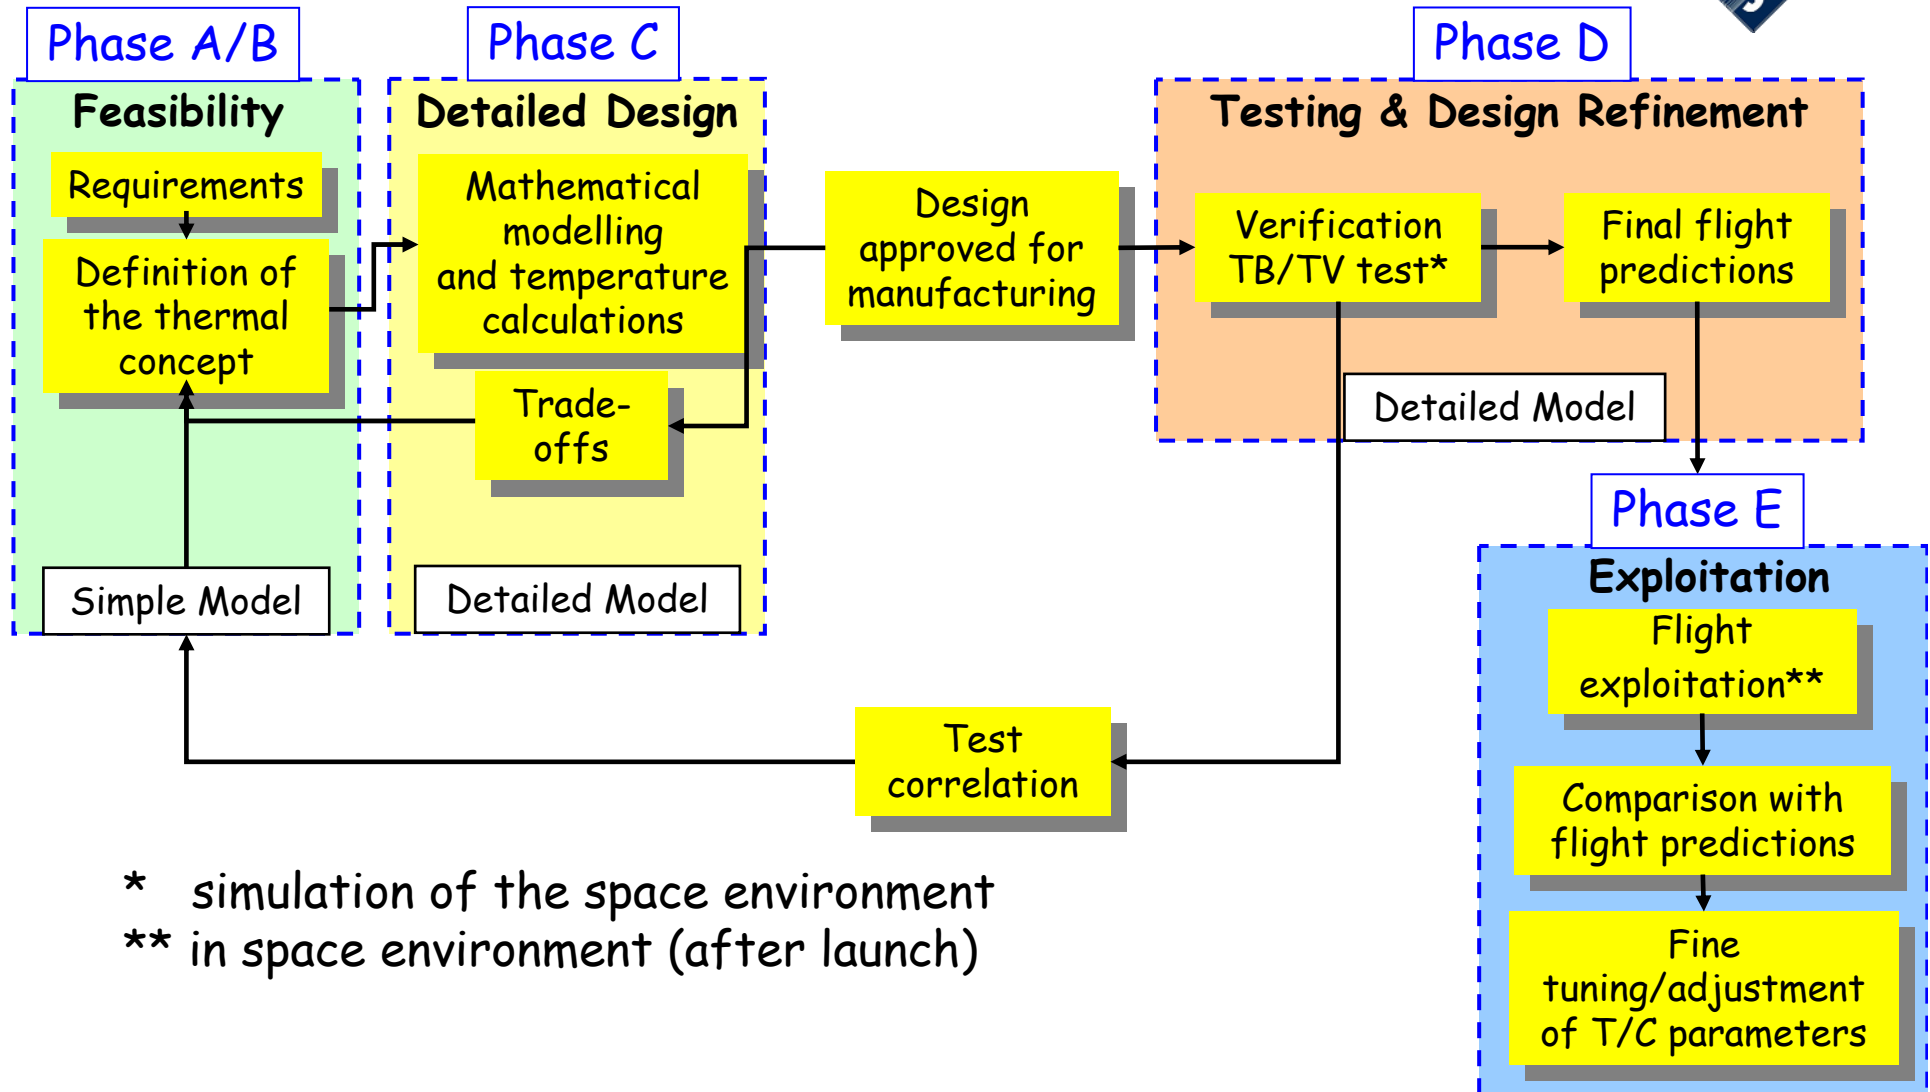 Phase A/B
Feasibility
Requirements
Definition of
the thermal
concept
Simple Model
Phase C
Detailed Design
Mathematical
modelling
and temperature
calculations
Trade-
offs
Detailed Model
Design
approved for
manufacturing
Phase D
Testing & Design Refinement
Verification
TB/TV test*
Final flight
predictions
Detailed Model
Test
correlation
Phase E
Exploitation
Flight
exploitation**
Comparison with
flight predictions
Fine
tuning/adjustment
of T/C parameters
* simulation of the space environment
** in space environment (after launch)